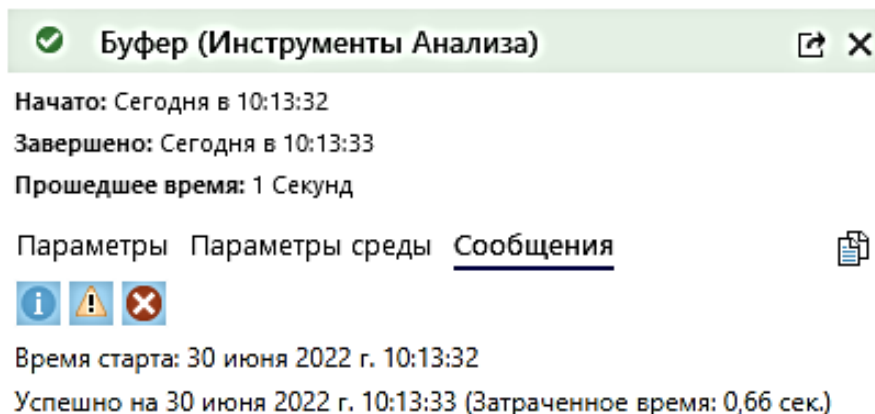 Буфер (Инструменты Анализа)
Начато: Сегодня в 10:13:32
Завершено: Сегодня в 10:13:33
Прошедшее время: 1 Секунд
Параметры Параметры среды Сообщения
Время старта: 30 июня 2022 г. 10:13:32
Успешно на 30 июня 2022 г. 10:13:33 (Затраченное время: 0,66 сек.)